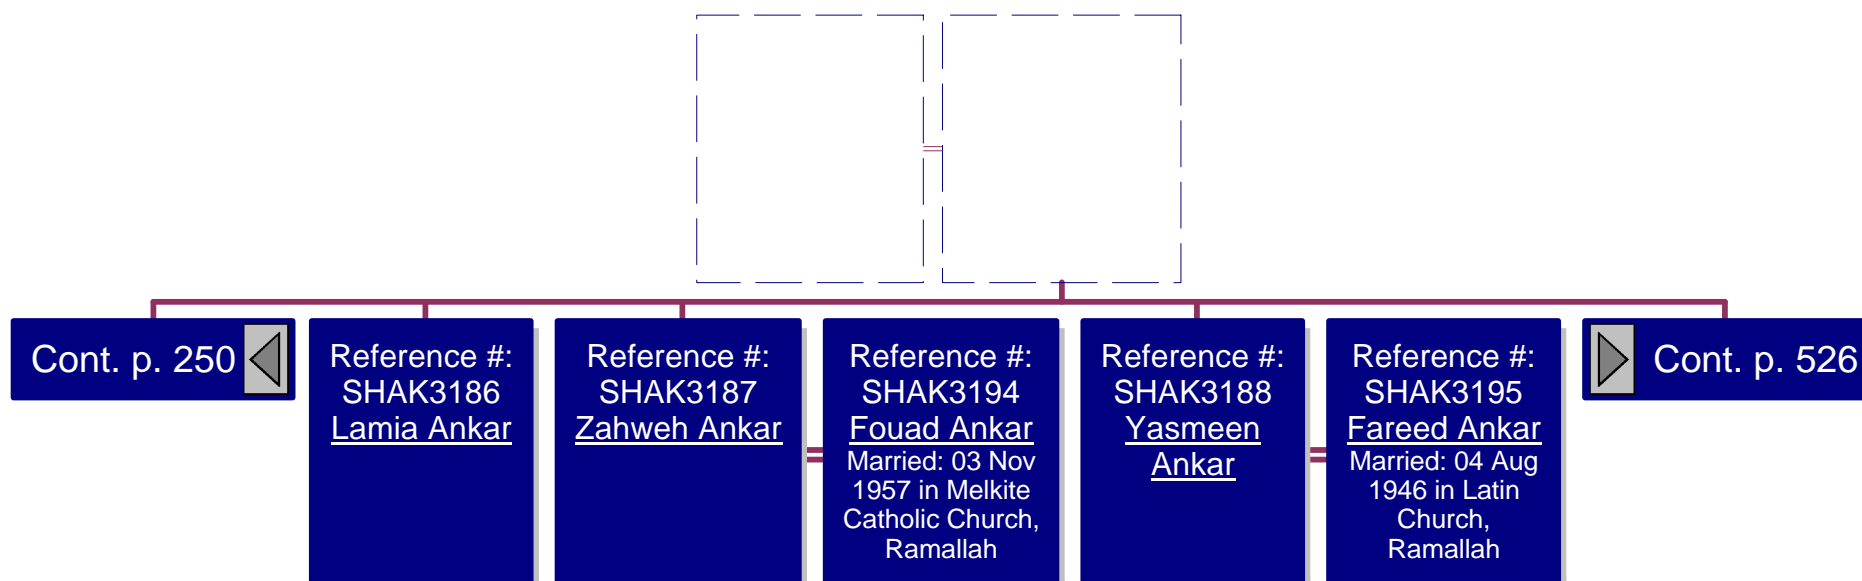 Cont. p. 250
Reference #:
SHAK3186
Lamia Ankar
Reference #:
SHAK3187
Zahweh Ankar
Reference #:
SHAK3194
Fouad Ankar
Married: 03 Nov
1957 in Melkite
Catholic Church,
Ramallah
Reference #:
SHAK3188
Yasmeen
Ankar
Reference #:
SHAK3195
Fareed Ankar
Married: 04 Aug
1946 in Latin
Church,
Ramallah
Cont. p. 526